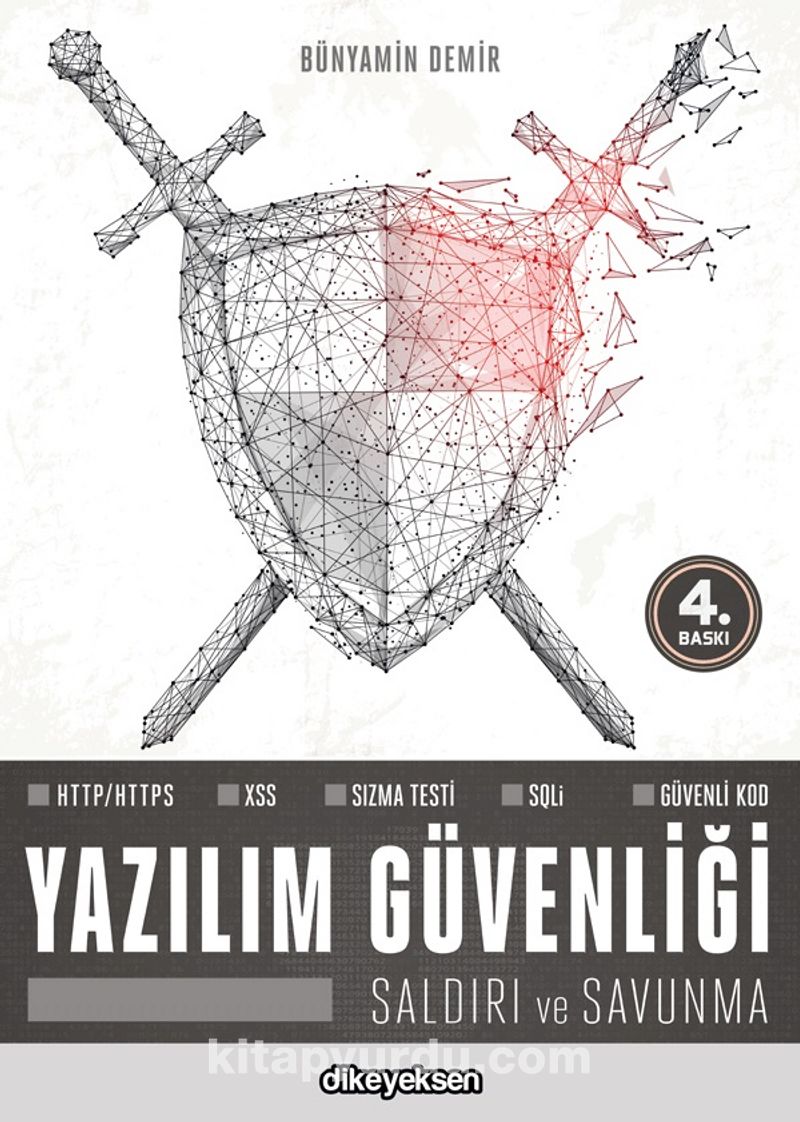 BÜNYAMİN DEMİR
4.
BASKI
HTTP/HTTPS XSS SIZMA TESTİ SQLi GÜVENLİ KOD
YAZILIM GÜVENLİĞİ
SALDIRI ve SAVUNMA
kitapyurdu.com
dikeyeksen